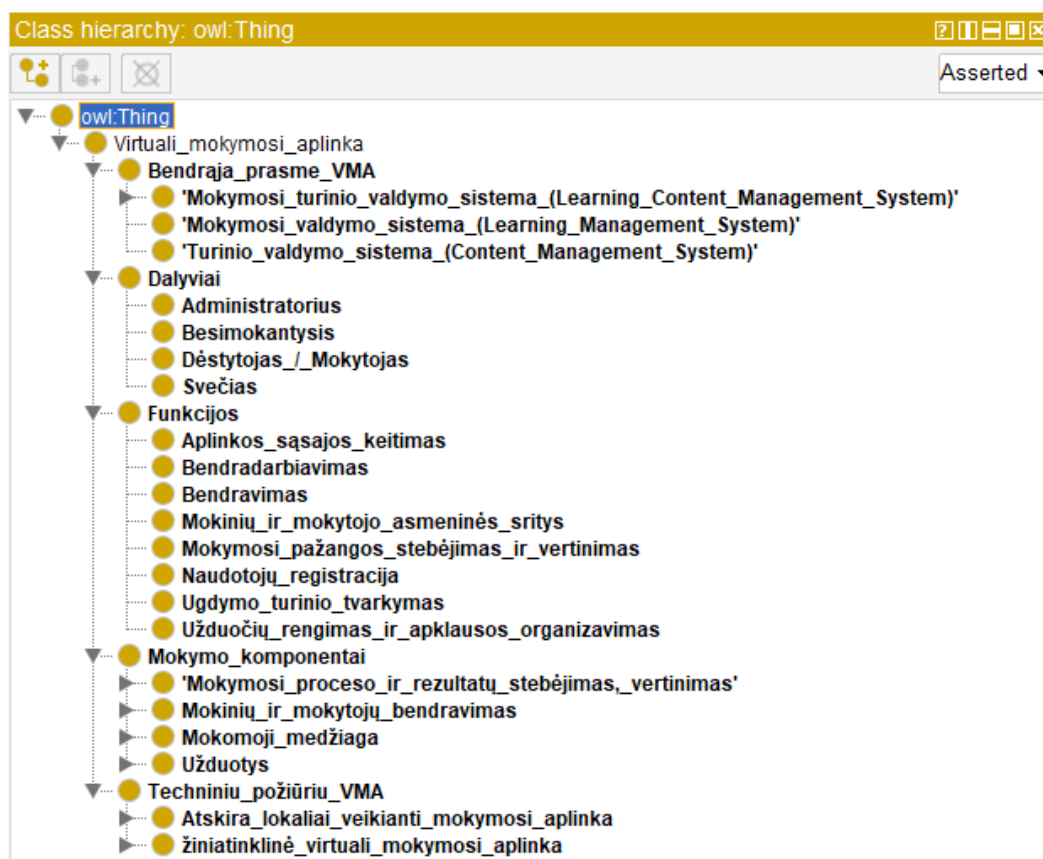 Class hierarchy: owl:Thing
Asserted
owl:Thing
Virtuali_mokymosi_aplinka
Bendrąja_prasme_VMA
'Mokymosi_turinio_valdymo_sistema_(Learning_Content_Management_System)'
'Mokymosi_valdymo_sistema_(Learning_Management_System)'
'Turinio_valdymo_sistema_(Content_Management_System)'
Dalyviai
Administratorius
Besimokantysis
Dėstytojas_/_Mokytojas
Svečias
Funkcijos
Aplinkos_sąsajos_keitimas
Bendradarbiavimas
Bendravimas
Mokinių_ir_mokytojo_asmeninės_sritys
Mokymosi_pažangos_stebėjimas_ir_vertinimas
Naudotojų_registracija
Ugdymo_turinio_tvarkymas
Užduočių_rengimas_ir_apklausos_organizavimas
Mokymo_komponentai
'Mokymosi_proceso_ir_rezultatų_stebėjimas,_vertinimas'
Mokinių_ir_mokytojų_bendravimas
Mokomoji_medžiaga
Užduotys
Techniniu_požiūriu_VMA
Atskira_lokaliai_veikianti_mokymosi_aplinka
žiniatinklinė_virtuali_mokymosi_aplinka